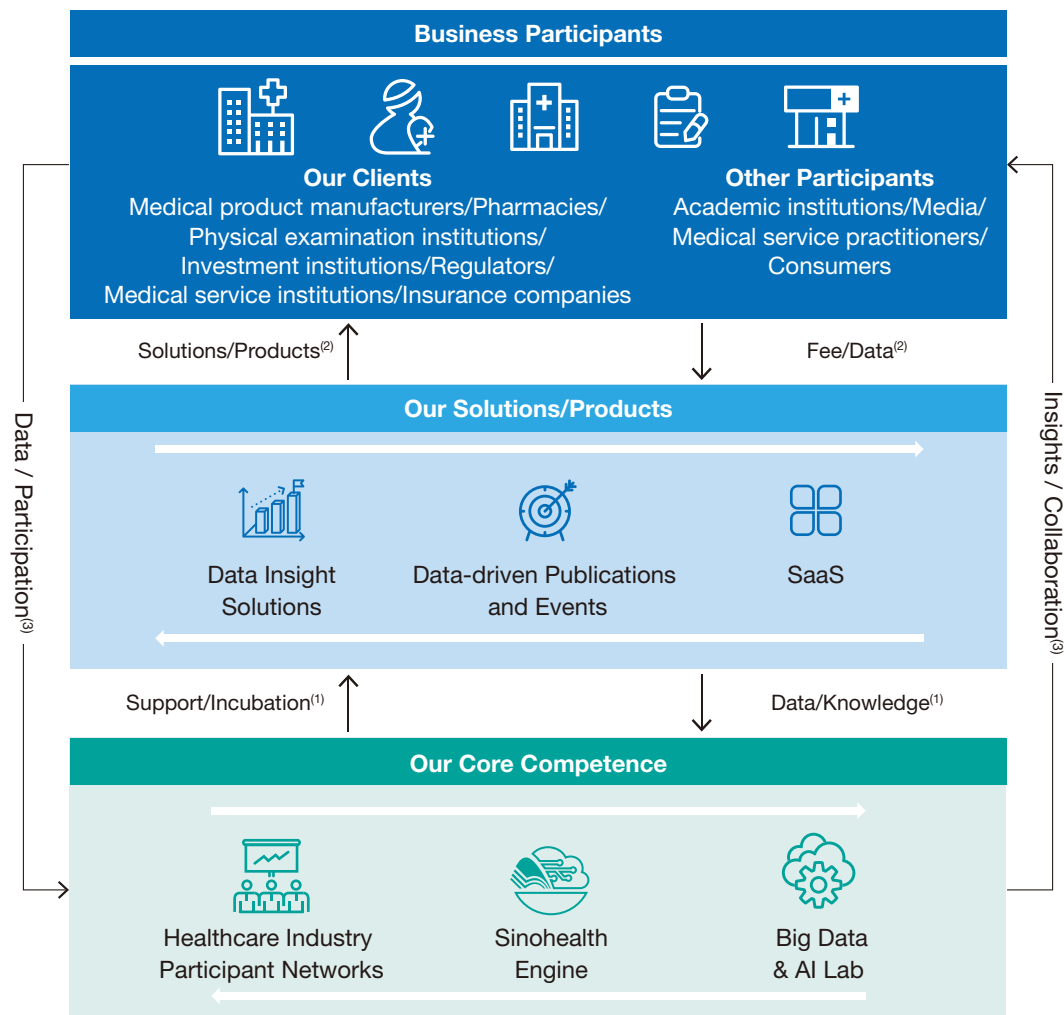 Business Participants
Our Clients
Medical product manufacturers/Pharmacies/
Physical examination institutions/
Investment institutions/Regulators/
Medical service institutions/Insurance companies
Other Participants
Academic institutions/Media/
Medical service practitioners/
Consumers
Solutions/Products(2)
Fee/Data(2)
Data / Participation(3)
Insights / Collaboration(3)
Our Solutions/Products
Data Insight
Solutions
Data-driven Publications
and Events
SaaS
Support/Incubation(1)
Data/Knowledge(1)
Our Core Competence
Healthcare Industry
Participant Networks
Sinohealth
Engine
Big Data
& AI Lab